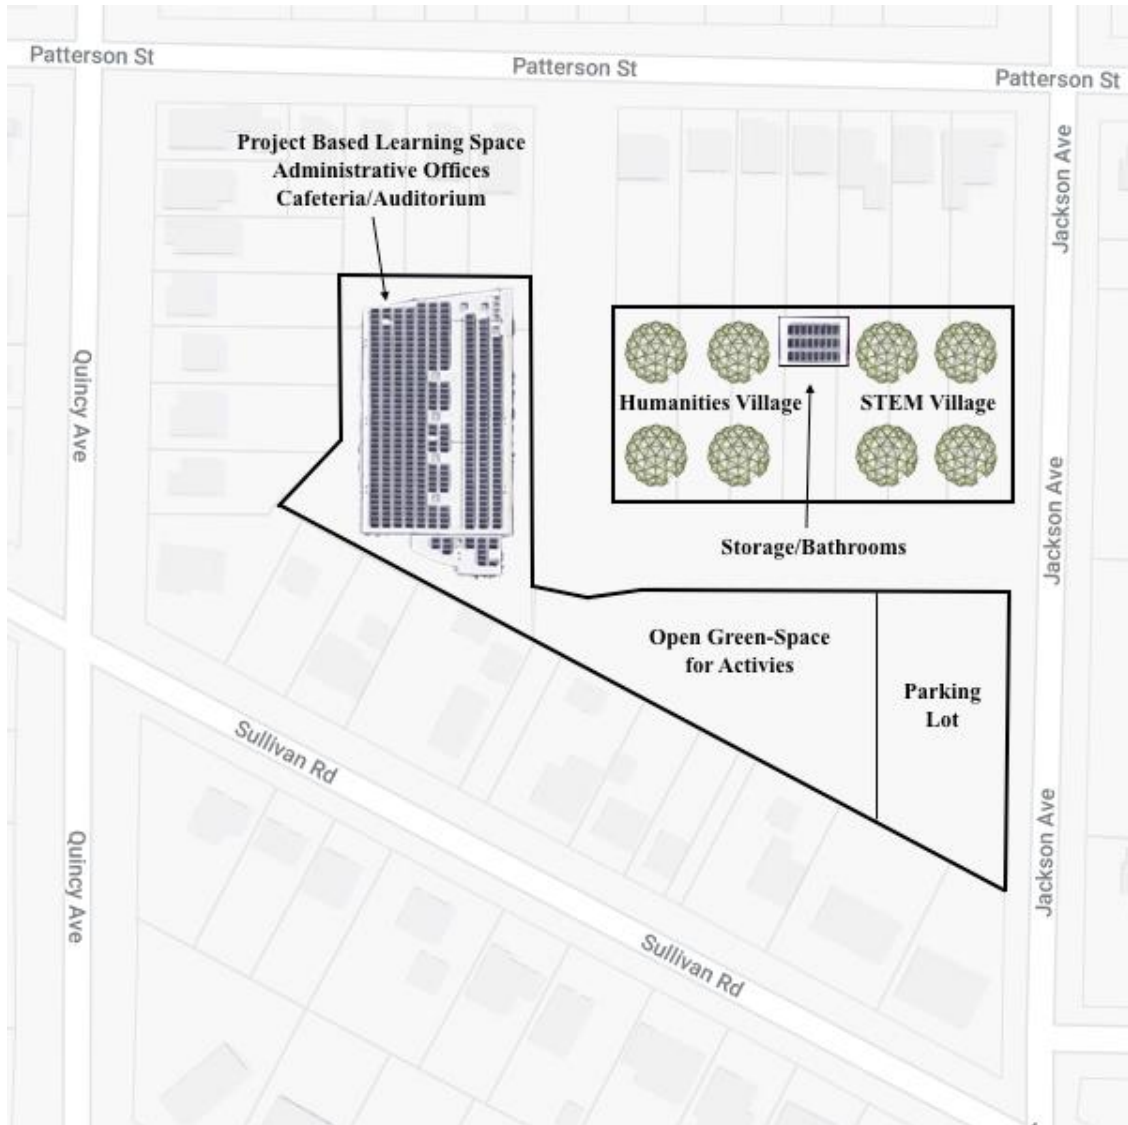 Patterson St
Patterson St
Patterson St
Project Based Learning Space
Administrative Offices
Cafeteria/Auditorium
Jackson Ave
Quincy Ave
Humanities Village
STEM Village
Jackson Ave
Storage/Bathrooms
Open Green-Space
for Activies
Parking
Lot
Sullivan Rd
Jackson Ave
Quincy Ave
Sullivan Rd